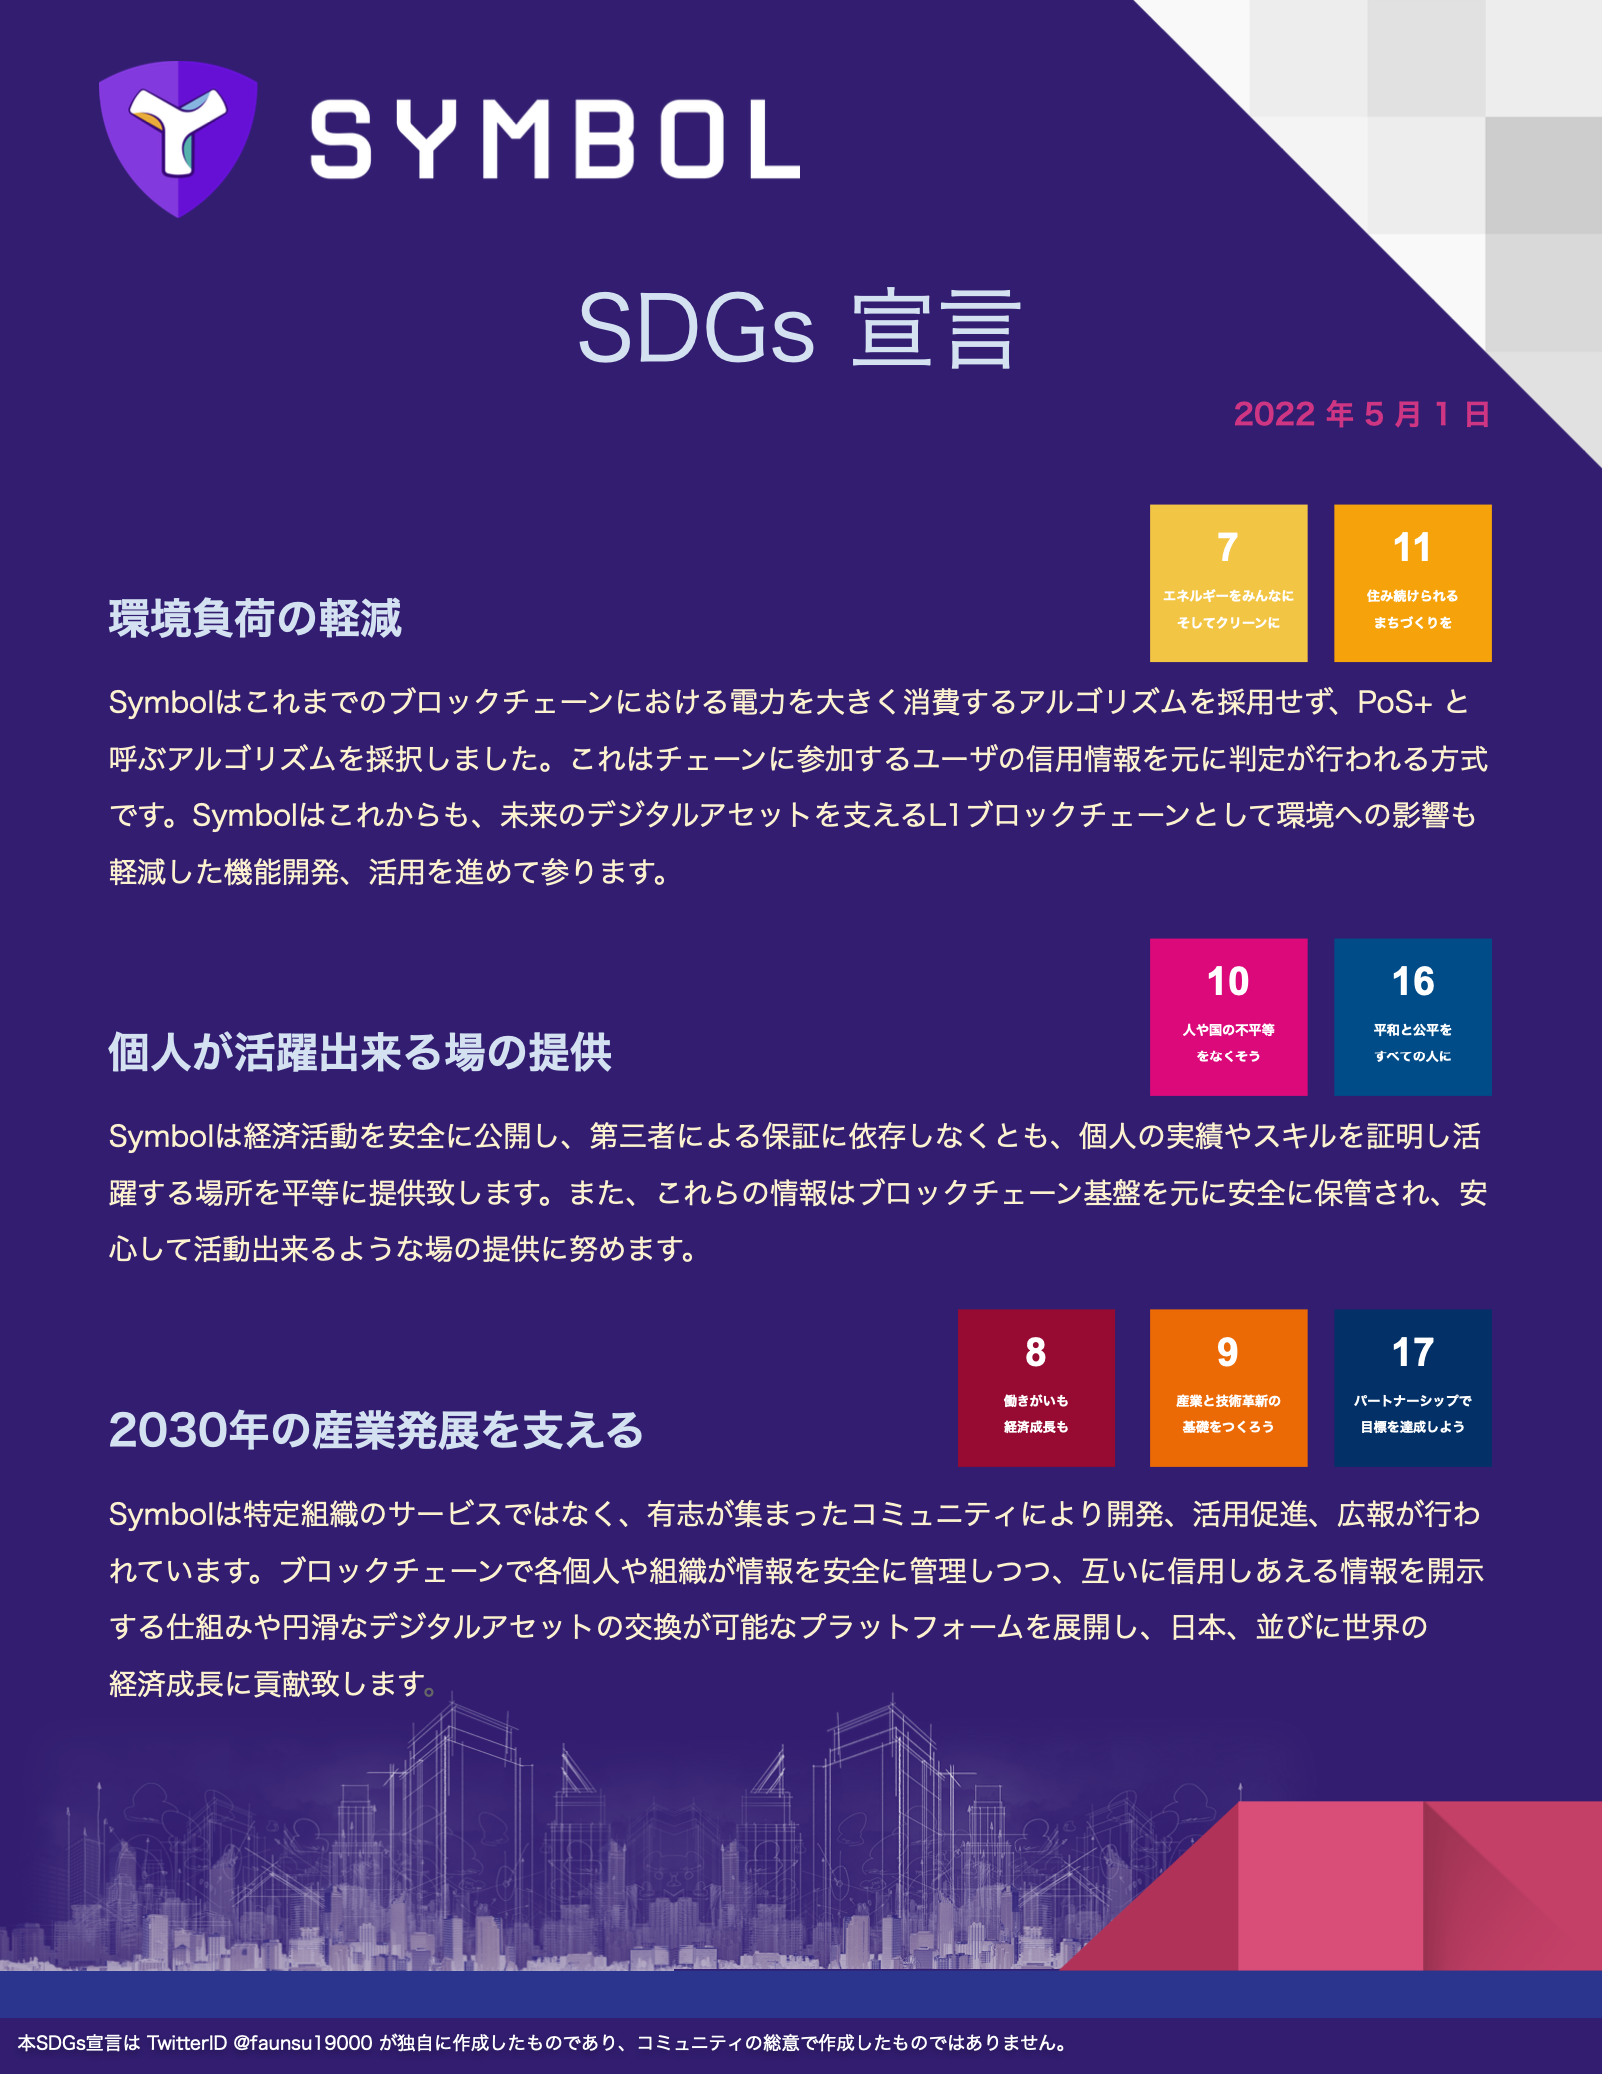 SYMBOL
SDGs 宣言
2022 年 5 月 1 日
7
エネルギーをみんなに
そしてクリーンに
11
住み続けられる
まちづくりを
環境負荷の軽減
Symbolはこれまでのブロックチェーンにおける電力を大きく消費するアルゴリズムを採用せず、PoS+ と
呼ぶアルゴリズムを採択しました。これはチェーンに参加するユーザの信用情報を元に判定が行われる方式
です。Symbolはこれからも、未来のデジタルアセットを支えるL1ブロックチェーンとして環境への影響も
軽減した機能開発、活用を進めて参ります。
10
人や国の不平等
をなくそう
16
平和と公平を
すべての人に
個人が活躍出来る場の提供
Symbolは経済活動を安全に公開し、第三者による保証に依存しなくとも、個人の実績やスキルを証明し活
躍する場所を平等に提供致します。また、これらの情報はブロックチェーン基盤を元に安全に保管され、安
心して活動出来るような場の提供に努めます。
8
働きがいも
経済成長も
9
産業と技術革新の
基礎をつくろう
17
パートナーシップで
目標を達成しよう
2030年の産業発展を支える
Symbolは特定組織のサービスではなく、有志が集まったコミュニティにより開発、活用促進、広報が行わ
れています。ブロックチェーンで各個人や組織が情報を安全に管理しつつ、互いに信用しあえる情報を開示
する仕組みや円滑なデジタルアセットの交換が可能なプラットフォームを展開し、日本、並びに世界の
経済成長に貢献致します。
本SDGs宣言は TwitterID @faunsu19000 が独自に作成したものであり、コミュニティの総意で作成したものではありません。